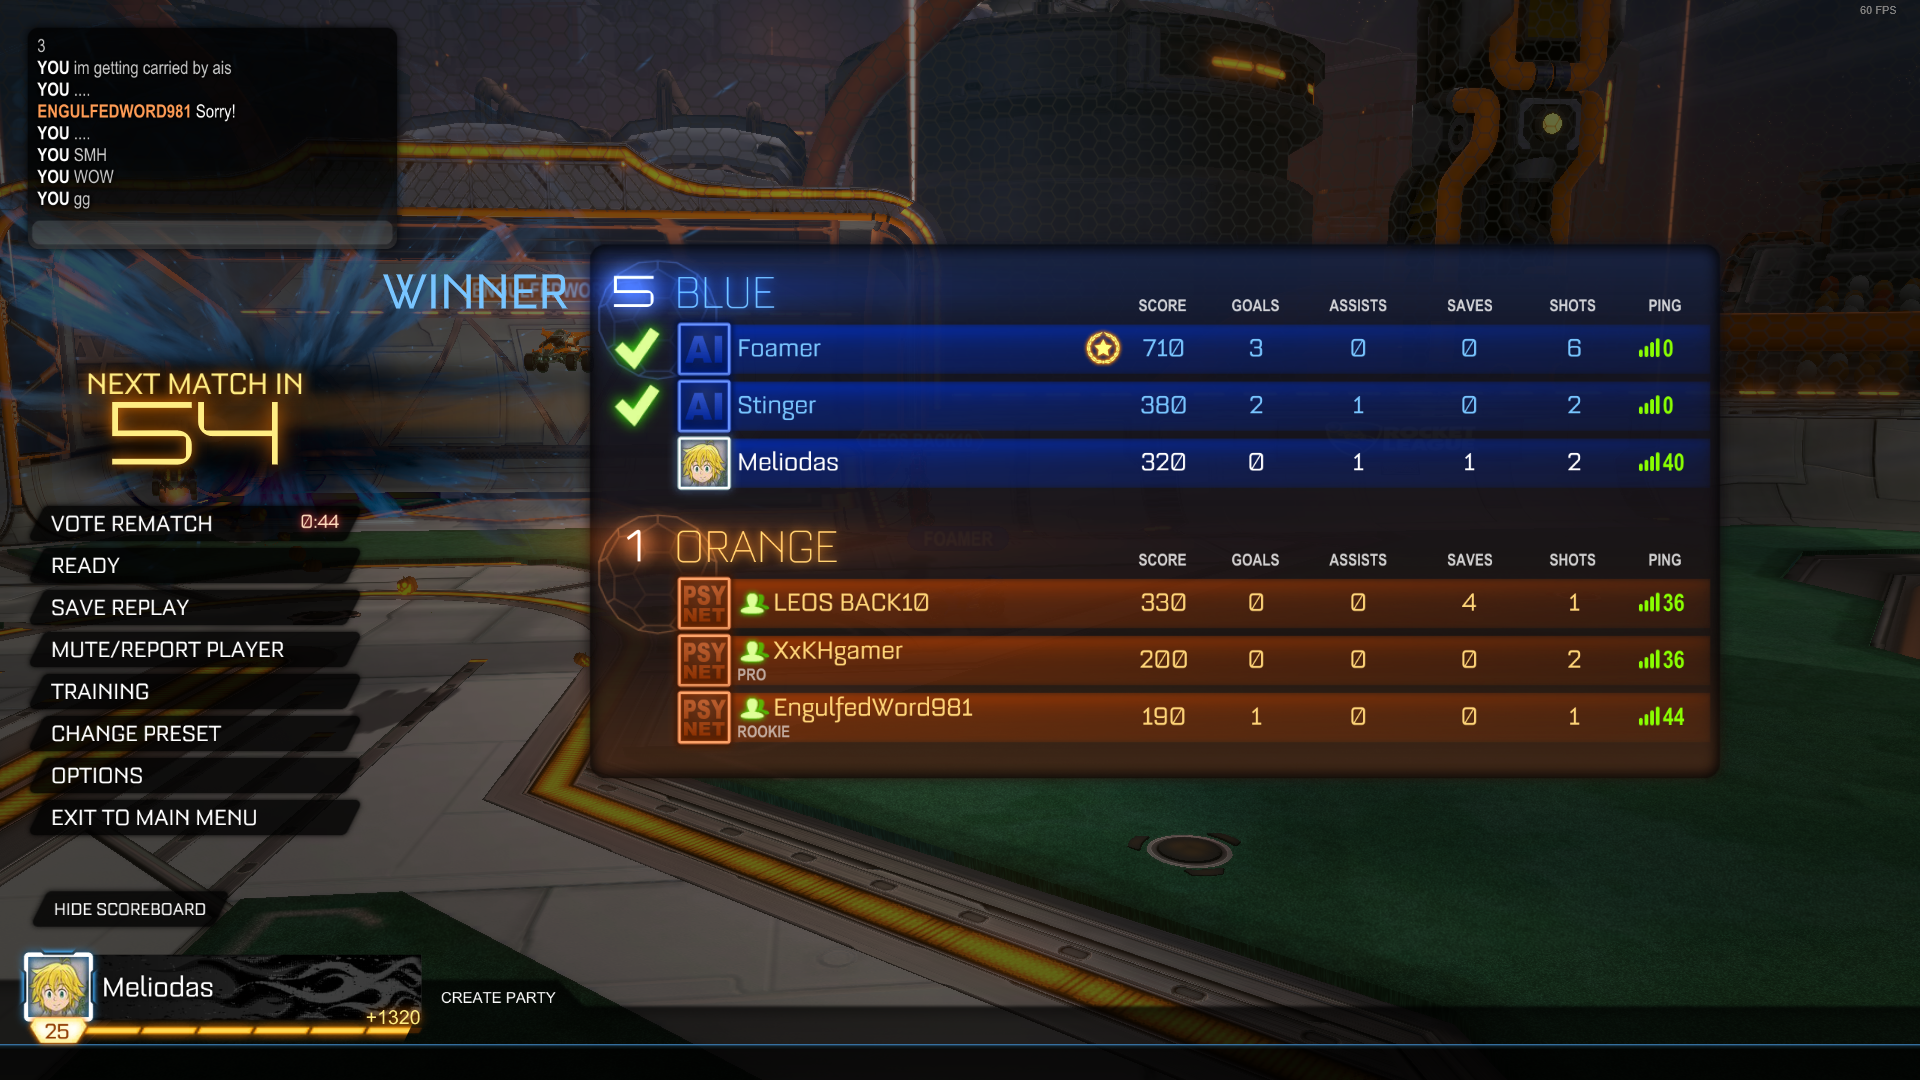 60 FPS
3
YOU im getting carried by ais
YOU ....
ENGULFEDWORD981 Sorry!
YOU ....
YOU SMH
YOU WOW
YOU gg
WINNER
5 BLUE
SCORE GOALS ASSISTS SAVES SHOTS PING
AI Foamer 710 3 0 0 6 0
AI Stinger 380 2 1 0 2 0
Meliodas 320 0 1 1 2 40
1 ORANGE
SCORE GOALS ASSISTS SAVES SHOTS PING
PSY NET LEOS BACK10 330 0 0 4 1 36
PSY NET XxKHgamer 200 0 0 0 2 36
PRO
PSY NET EngulfedWord981 190 1 0 0 1 44
ROOKIE
FOAMER
NEXT MATCH IN
54
VOTE REMATCH 0:44
READY
SAVE REPLAY
MUTE/REPORT PLAYER
TRAINING
CHANGE PRESET
OPTIONS
EXIT TO MAIN MENU
HIDE SCOREBOARD
Meliodas
+1320
25
CREATE PARTY